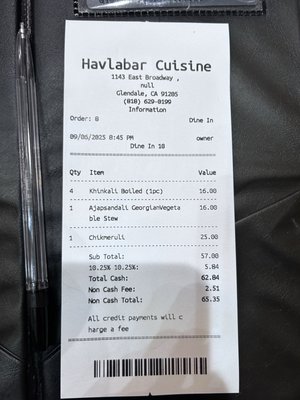 Havlabar Cuisine
1143 East Broadway ,
null
Glendale, CA 91205
(818) 629-0199
Information
Order: 8 Dine In
09/06/2025 8:45 PM owner
Dine In 10
Qty Item Value
4 Khinkali Boiled (1pc) 16.00
1 Ajapsandali GeorgianVegeta 16.00
ble Stew
1 Chikmeruli 25.00
Sub Total: 57.00
10.25% 10.25%: 5.84
Total Cash: 62.84
Non Cash Fee: 2.51
Non Cash Total: 65.35
All credit payments will c
harge a fee